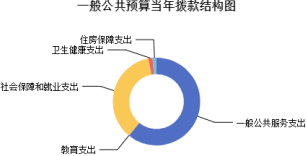 一般公共预算当年拨款结构图
住房保障支出
卫生健康支出
社会保障和就业支出
一般公共服务支出
教育支出